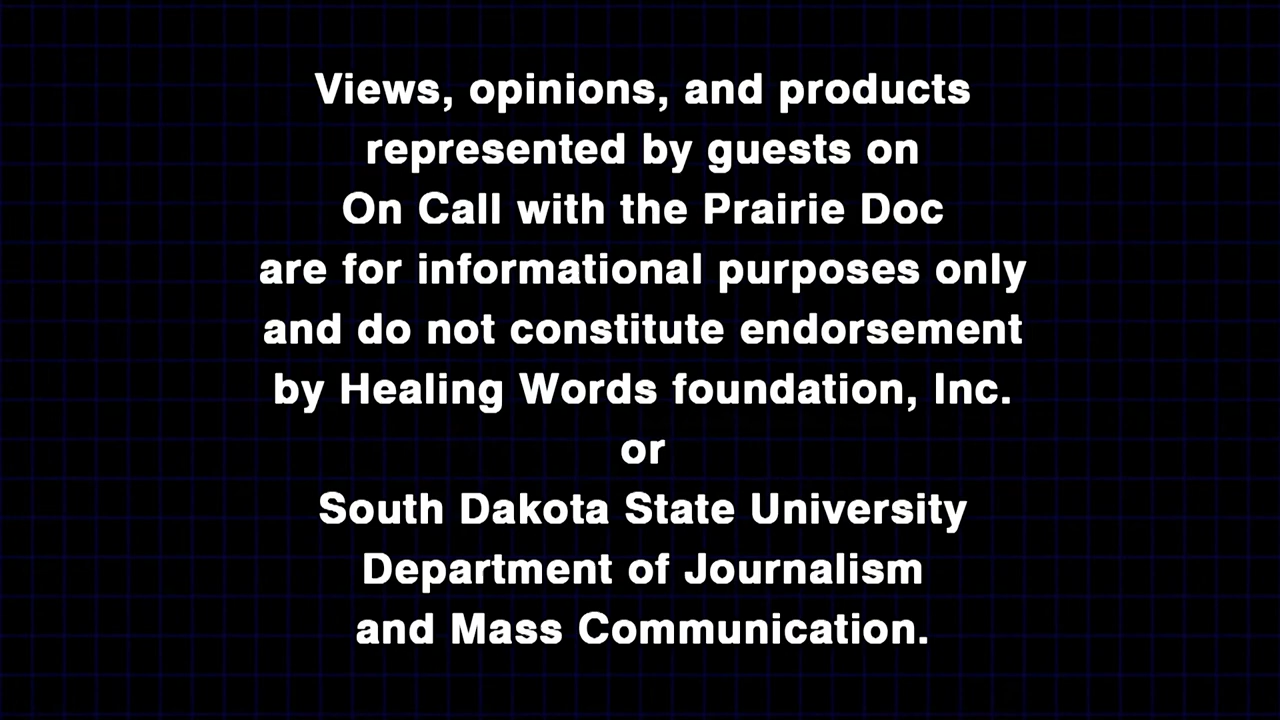 Views, opinions, and products
represented by guests on
On Call with the Prairie Doc
are for informational purposes only
and do not constitute endorsement
by Healing Words foundation, Inc.
or
South Dakota State University
Department of Journalism
and Mass Communication.